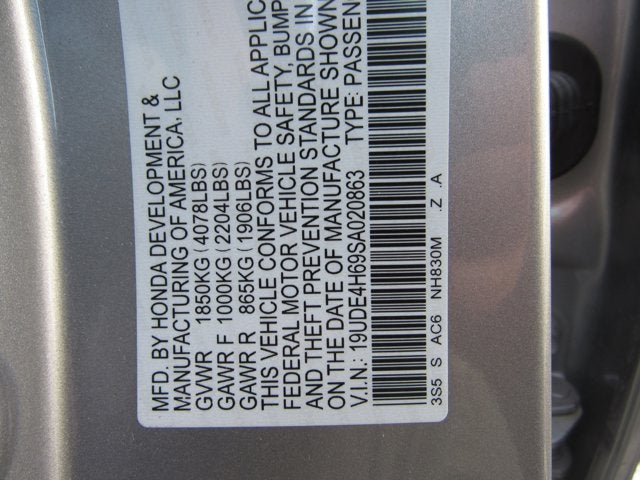 MFD. BY HONDA DEVELOPMENT &
MANUFACTURING OF AMERICA, LLC
GVWR 1850KG (4078LBS)
GAWR F 1000KG (2204LBS)
GAWR R 865KG (1906LBS)
THIS VEHICLE CONFORMS TO ALL APPLIC
FEDERAL MOTOR VEHICLE SAFETY, BUMP
AND THEFT PREVENTION STANDARDS IN
ON THE DATE OF MANUFACTURE SHOWN
V.I.N.: 19UDE4H69SA020863 TYPE: PASSEN
3S5 S AC6 NH830M .Z .A